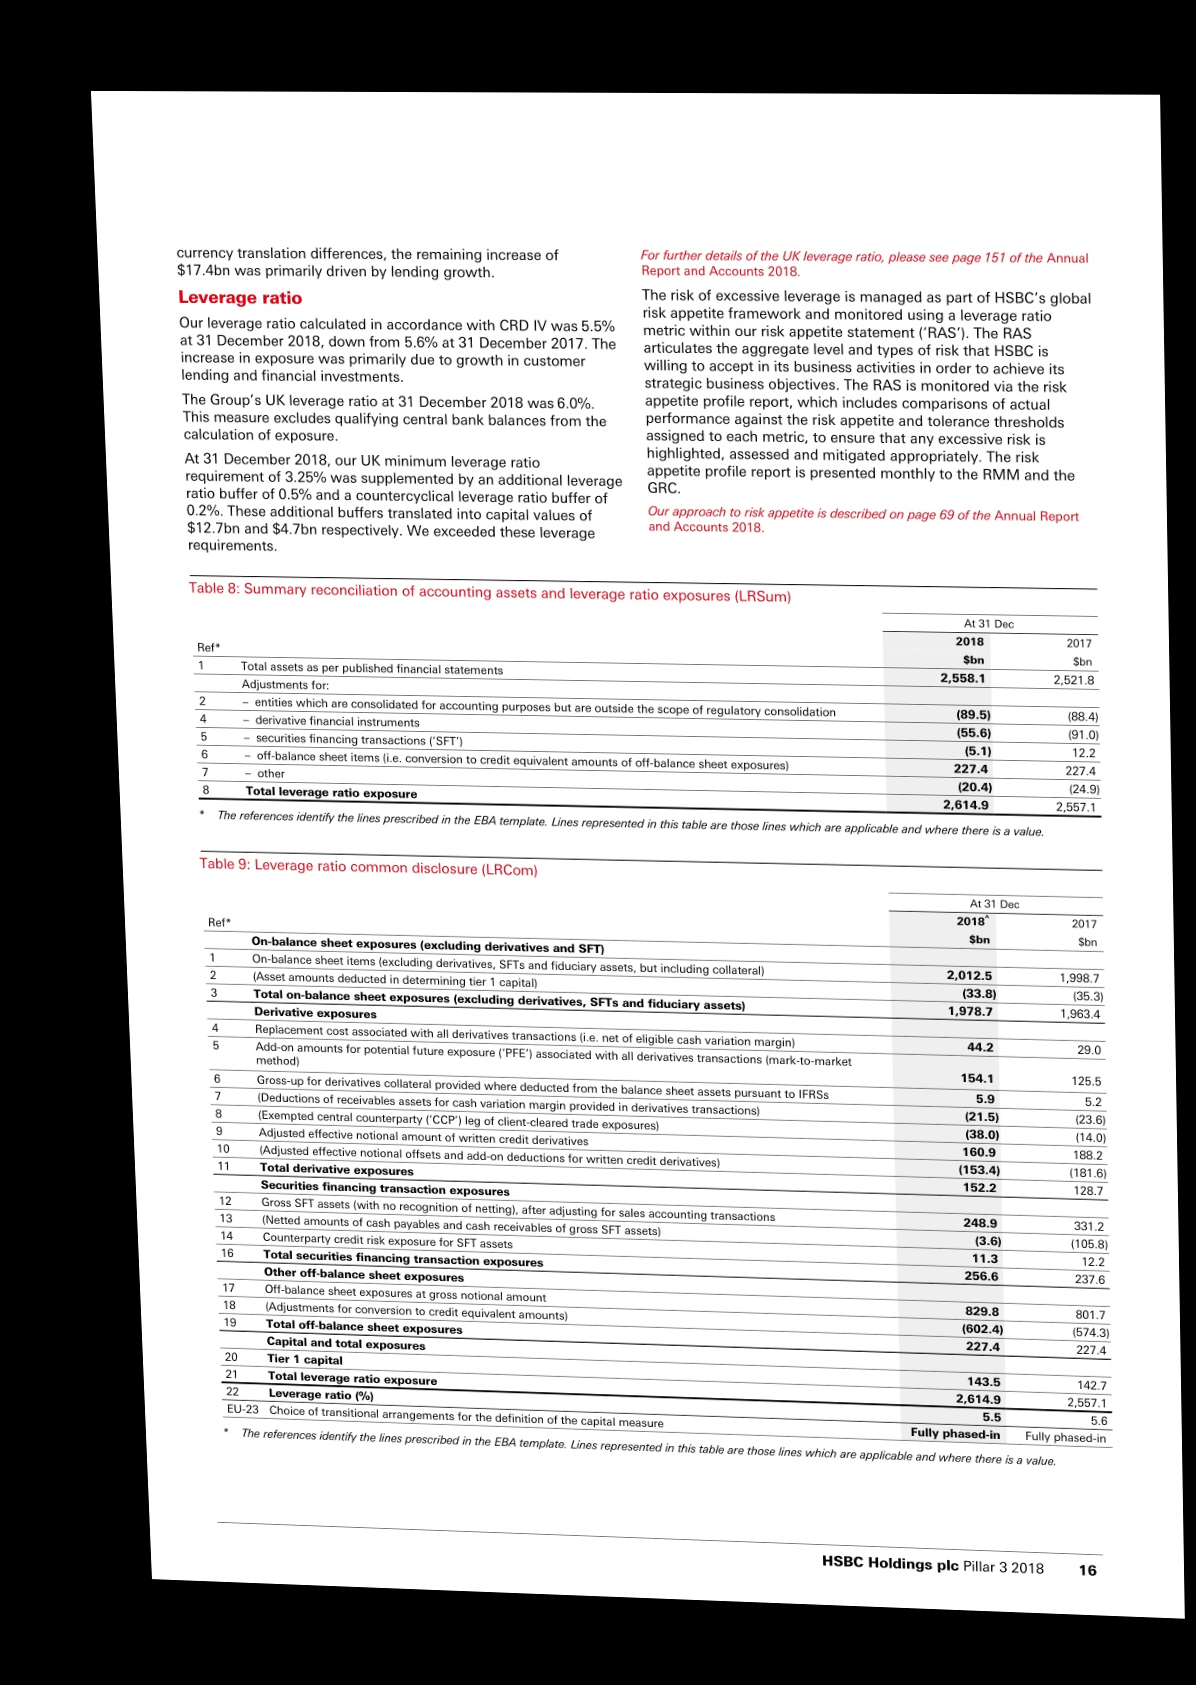 currency translation differences, the remaining increase of
$17.4bn was primarily driven by lending growth.
Leverage ratio
Our leverage ratio calculated in accordance with CRD IV was 5.5%
at 31 December 2018, down from 5.6% at 31 December 2017. The
increase in exposure was primarily due to growth in customer
lending and financial investments.
The Group's UK leverage ratio at 31 December 2018 was 6.0%.
This measure excludes qualifying central bank balances from the
calculation of exposure.
At 31 December 2018, our UK minimum leverage ratio
requirement of 3.25% was supplemented by an additional leverage
ratio buffer of 0.5% and a countercyclical leverage ratio buffer of
0.2%. These additional buffers translated into capital values of
$12.7bn and $4.7bn respectively. We exceeded these leverage
requirements.
For further details of the UK leverage ratio, please see page 151 of the Annual
Report and Accounts 2018.
The risk of excessive leverage is managed as part of HSBC's global
risk appetite framework and monitored using a leverage ratio
metric within our risk appetite statement ('RAS'). The RAS
articulates the aggregate level and types of risk that HSBC is
willing to accept in its business activities in order to achieve its
strategic business objectives. The RAS is monitored via the risk
appetite profile report, which includes comparisons of actual
performance against the risk appetite and tolerance thresholds
assigned to each metric, to ensure that any excessive risk is
highlighted, assessed and mitigated appropriately. The risk
appetite profile report is presented monthly to the RMM and the
GRC.
Our approach to risk appetite is described on page 69 of the Annual Report
and Accounts 2018.
Table 8: Summary reconciliation of accounting assets and leverage ratio exposures (LRSum)
At 31 Dec
2018 2017
Ref* $bn $bn
1 Total assets as per published financial statements 2,558.1 2,521.8
Adjustments for:
2 – entities which are consolidated for accounting purposes but are outside the scope of regulatory consolidation (89.5) (88.4)
4 – derivative financial instruments (55.6) (91.0)
5 – securities financing transactions ('SFT') (5.1) 12.2
6 – off-balance sheet items (i.e. conversion to credit equivalent amounts of off-balance sheet exposures) 227.4 227.4
7 – other (20.4) (24.9)
8 Total leverage ratio exposure 2,614.9 2,557.1
* The references identify the lines prescribed in the EBA template. Lines represented in this table are those lines which are applicable and where there is a value.
Table 9: Leverage ratio common disclosure (LRCom)
At 31 Dec
2018^ 2017
Ref* $bn $bn
On-balance sheet exposures (excluding derivatives and SFT)
1 On-balance sheet items (excluding derivatives, SFTs and fiduciary assets, but including collateral) 2,012.5 1,998.7
2 (Asset amounts deducted in determining tier 1 capital) (33.8) (35.3)
3 Total on-balance sheet exposures (excluding derivatives, SFTs and fiduciary assets) 1,978.7 1,963.4
Derivative exposures
4 Replacement cost associated with all derivatives transactions (i.e. net of eligible cash variation margin) 44.2 29.0
5 Add-on amounts for potential future exposure ('PFE') associated with all derivatives transactions (mark-to-market
method) 154.1 125.5
6 Gross-up for derivatives collateral provided where deducted from the balance sheet assets pursuant to IFRSs 5.9 5.2
7 (Deductions of receivables assets for cash variation margin provided in derivatives transactions) (21.5) (23.6)
8 (Exempted central counterparty ('CCP') leg of client-cleared trade exposures) (38.0) (14.0)
9 Adjusted effective notional amount of written credit derivatives 160.9 188.2
10 (Adjusted effective notional offsets and add-on deductions for written credit derivatives) (153.4) (181.6)
11 Total derivative exposures 152.2 128.7
Securities financing transaction exposures
12 Gross SFT assets (with no recognition of netting), after adjusting for sales accounting transactions 248.9 331.2
13 (Netted amounts of cash payables and cash receivables of gross SFT assets) (3.6) (105.8)
14 Counterparty credit risk exposure for SFT assets 11.3 12.2
16 Total securities financing transaction exposures 256.6 237.6
Other off-balance sheet exposures
17 Off-balance sheet exposures at gross notional amount 829.8 801.7
18 (Adjustments for conversion to credit equivalent amounts) (602.4) (574.3)
19 Total off-balance sheet exposures 227.4 227.4
Capital and total exposures
20 Tier 1 capital 143.5 142.7
21 Total leverage ratio exposure 2,614.9 2,557.1
22 Leverage ratio (%) 5.5 5.6
EU-23 Choice of transitional arrangements for the definition of the capital measure Fully phased-in Fully phased-in
* The references identify the lines prescribed in the EBA template. Lines represented in this table are those lines which are applicable and where there is a value.
HSBC Holdings plc Pillar 3 2018 16